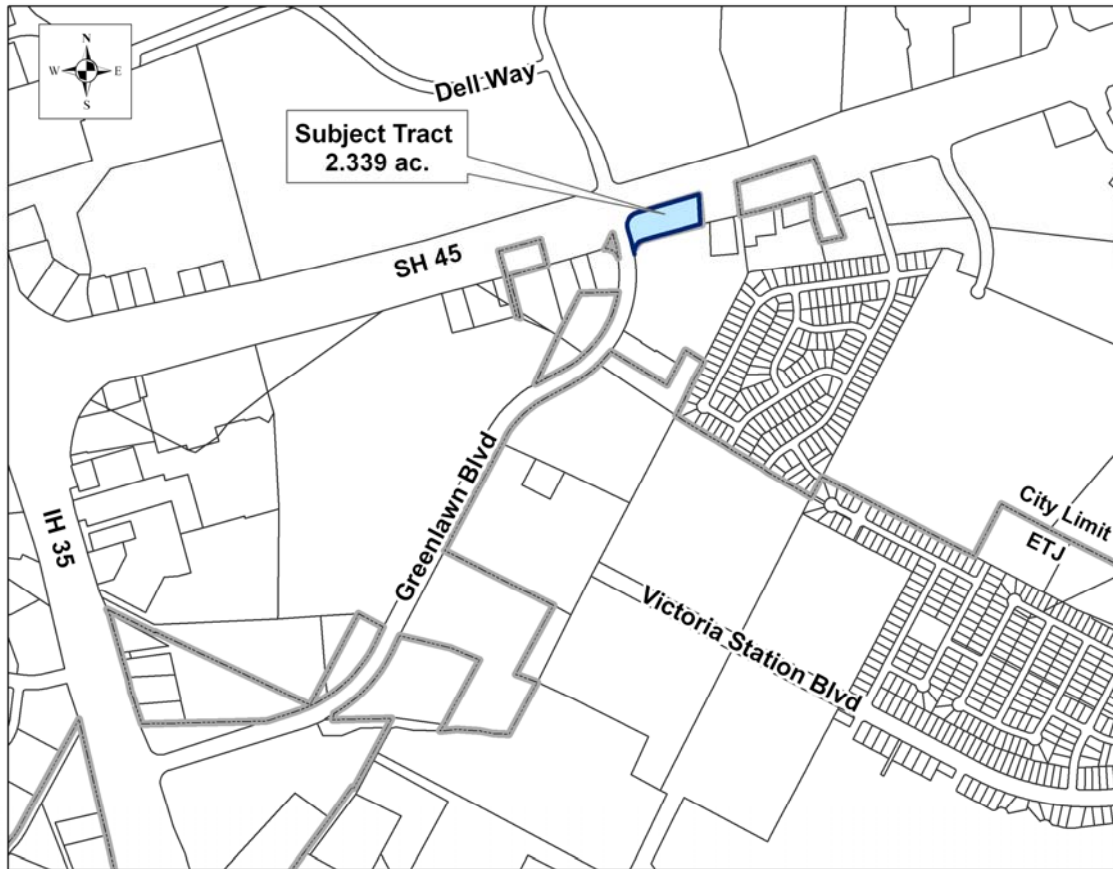 N
W E
S
Dell Way
Subject Tract
2.339 ac.
SH 45
IH 35
Greenlawn Blvd
City Limit
ETJ
Victoria Station Blvd